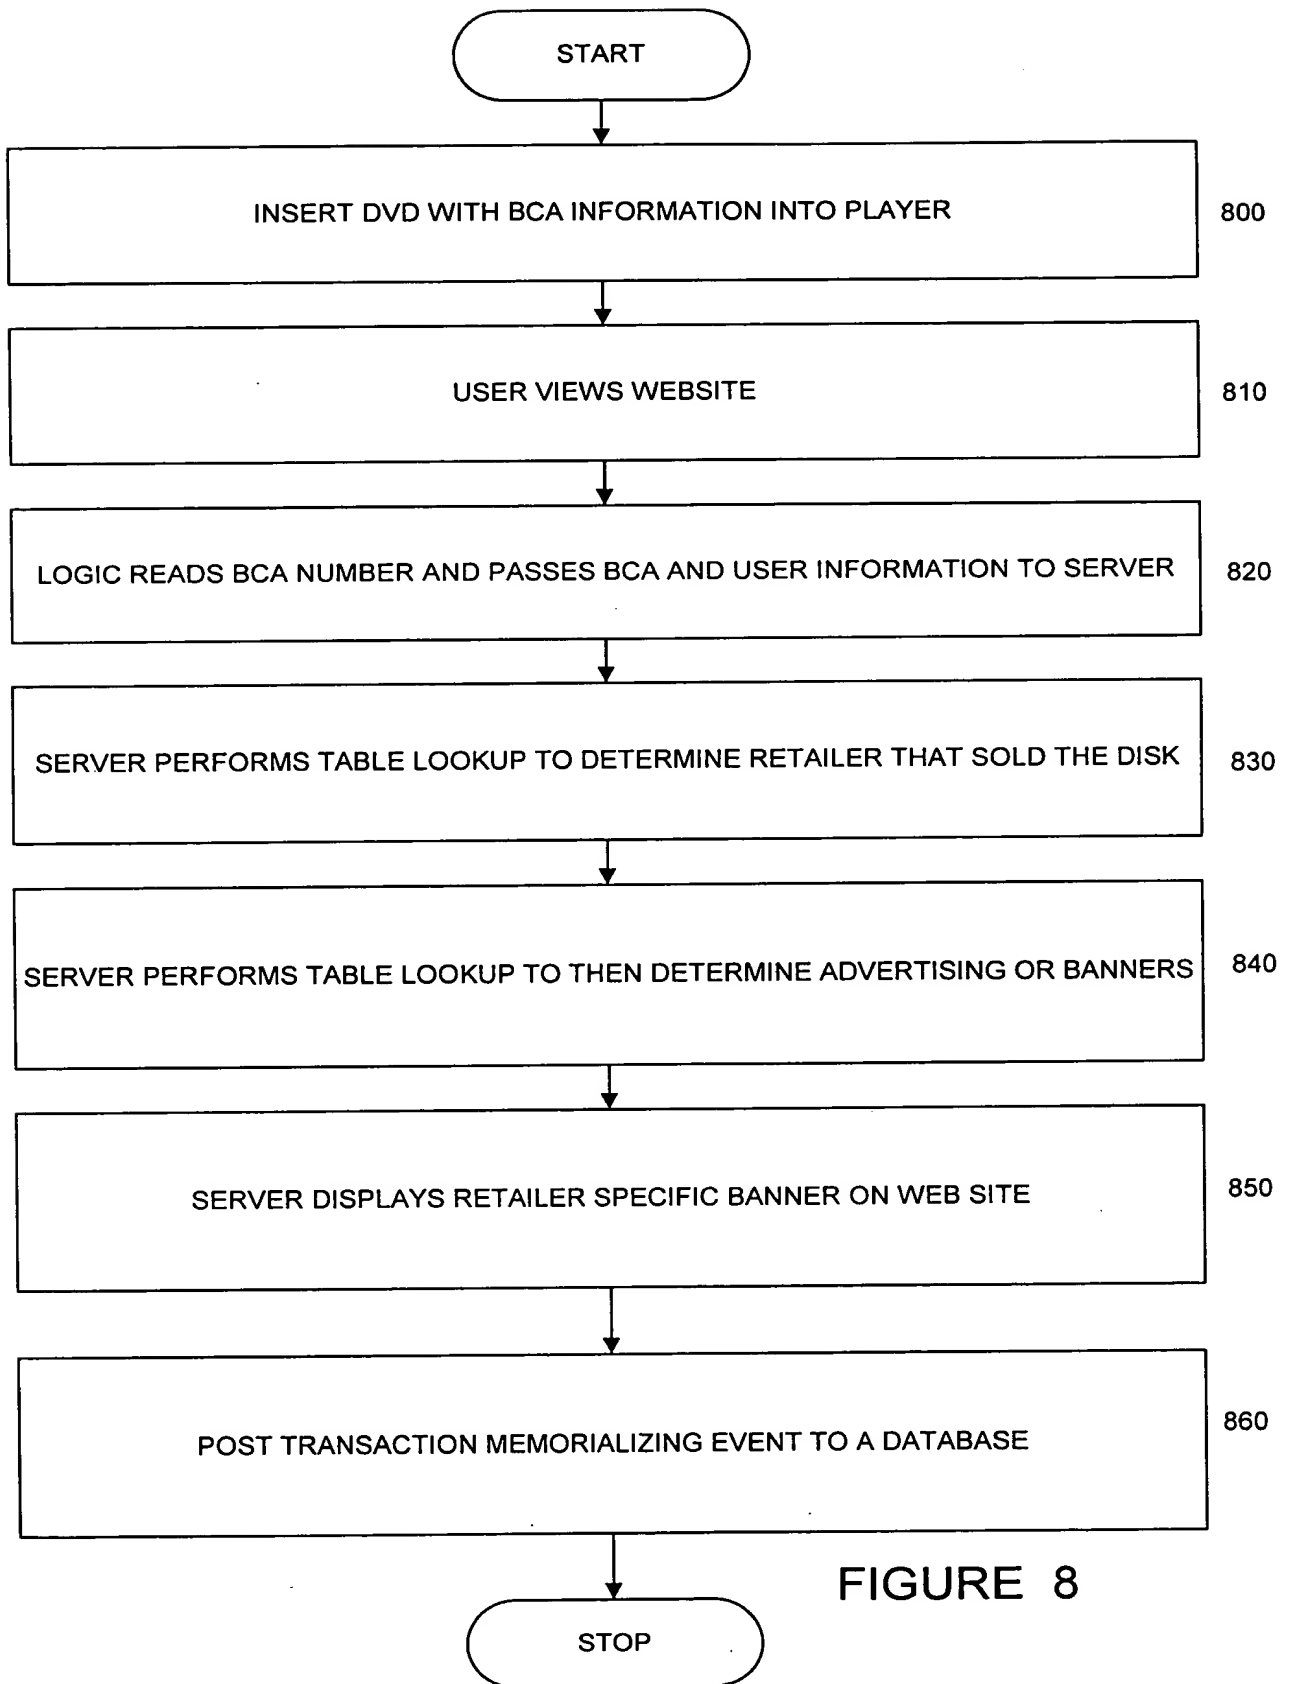 START
INSERT DVD WITH BCA INFORMATION INTO PLAYER
800
USER VIEWS WEBSITE
810
LOGIC READS BCA NUMBER AND PASSES BCA AND USER INFORMATION TO SERVER
820
SERVER PERFORMS TABLE LOOKUP TO DETERMINE RETAILER THAT SOLD THE DISK
830
SERVER PERFORMS TABLE LOOKUP TO THEN DETERMINE ADVERTISING OR BANNERS
840
SERVER DISPLAYS RETAILER SPECIFIC BANNER ON WEB SITE
850
POST TRANSACTION MEMORIALIZING EVENT TO A DATABASE
860
FIGURE 8
STOP